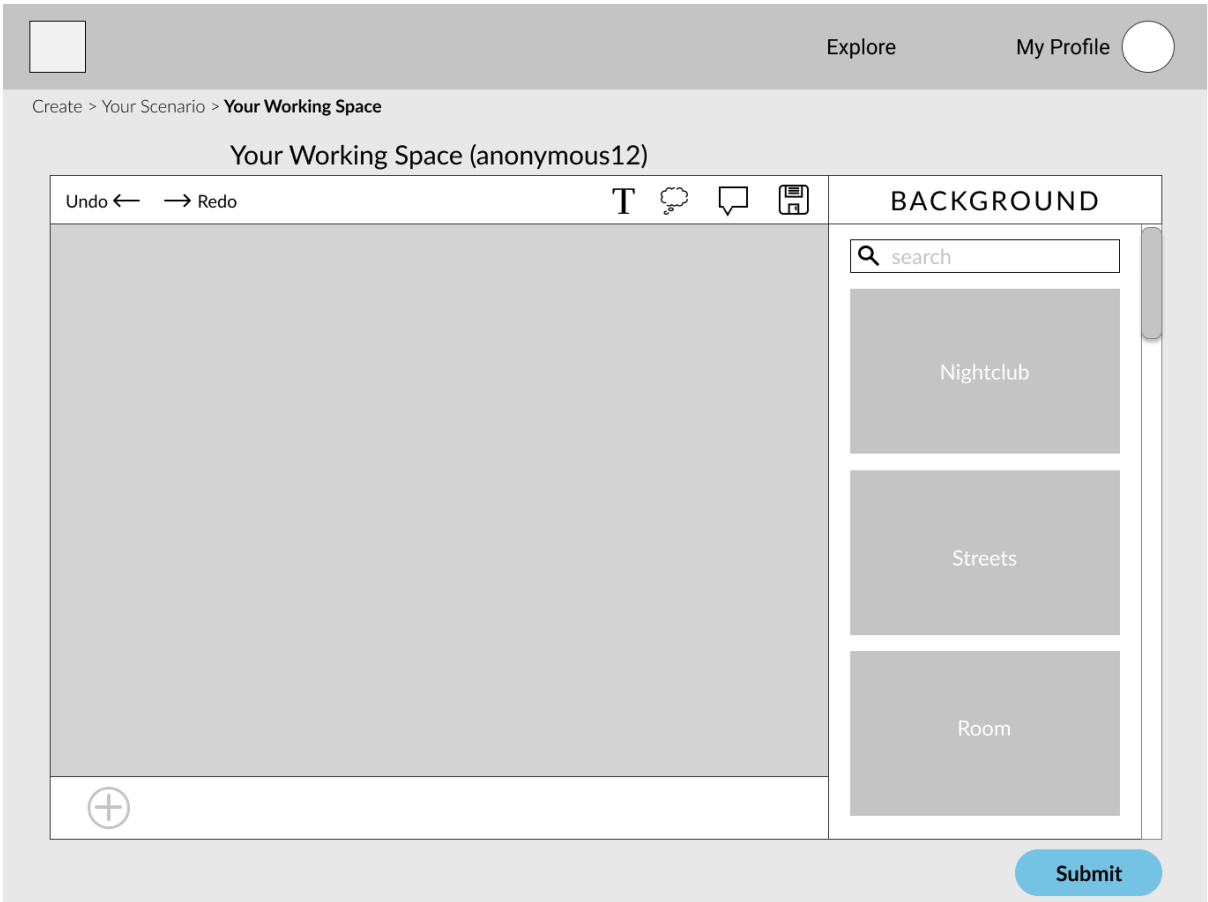 Explore My Profile
Create > Your Scenario > Your Working Space
Your Working Space (anonymous12)
Undo Redo T BACKGROUND
search
Nightclub
Streets
Room
Submit